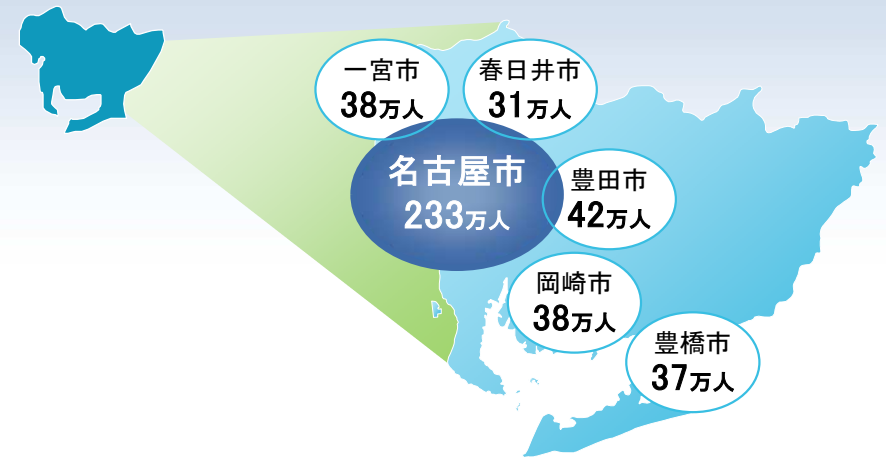 一宮市
38万人
春日井市
31万人
名古屋市
233万人
豊田市
42万人
岡崎市
38万人
豊橋市
37万人